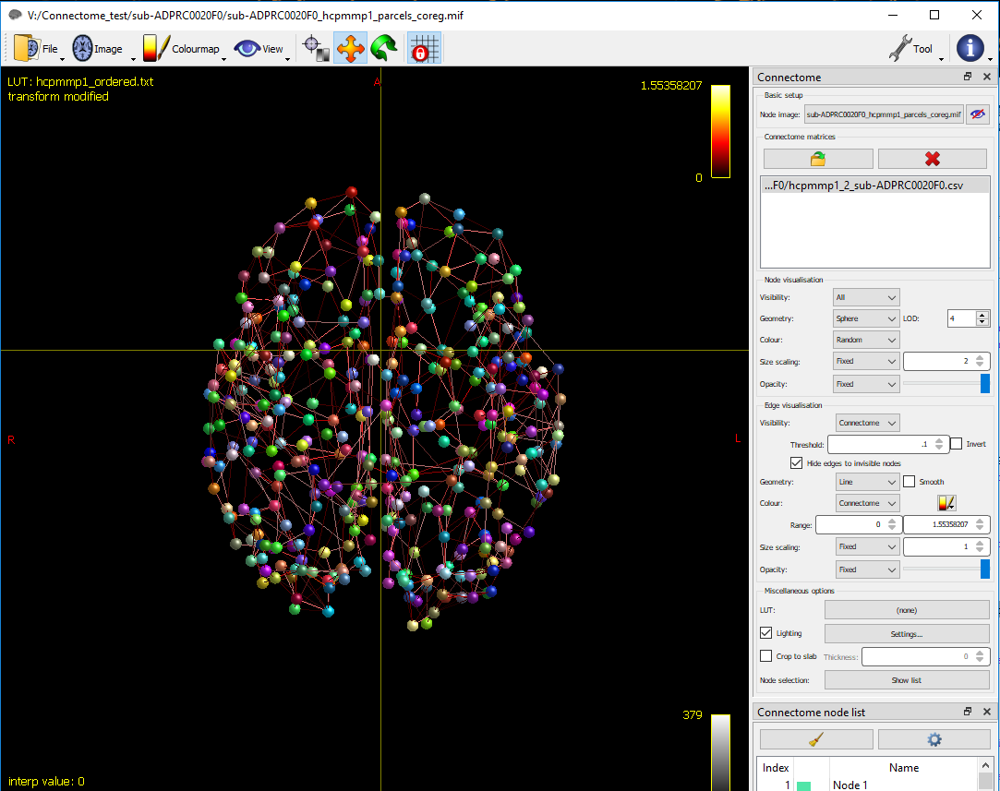 V:/Connectome_test/sub-ADPRC0020F0/sub-ADPRC0020F0_hcpmmp1_parcels_coreg.mif
File Image Colourmap View Tool
LUT: hcpmmp1_ordered.txt
transform modified
A
1.55358207
0
R
L
379
interp value: 0
Connectome
Basic setup
Node image: sub-ADPRC0020F0_hcpmmp1_parcels_coreg.mif
Connectome matrices
...F0/hcpmmp1_2_sub-ADPRC0020F0.csv
Node visualisation
Visibility: All
Geometry: Sphere LOD: 4
Colour: Random
Size scaling: Fixed 2
Opacity: Fixed
Edge visualisation
Visibility: Connectome
Threshold: .1 Invert
Hide edges to invisible nodes
Geometry: Line Smooth
Colour: Connectome
Range: 0 1.55358207
Size scaling: Fixed 1
Opacity: Fixed
Miscellaneous options
LUT: (none)
Lighting Settings...
Crop to slab Thickness: 0
Node selection: Show list
Connectome node list
Index Name
1 Node 1